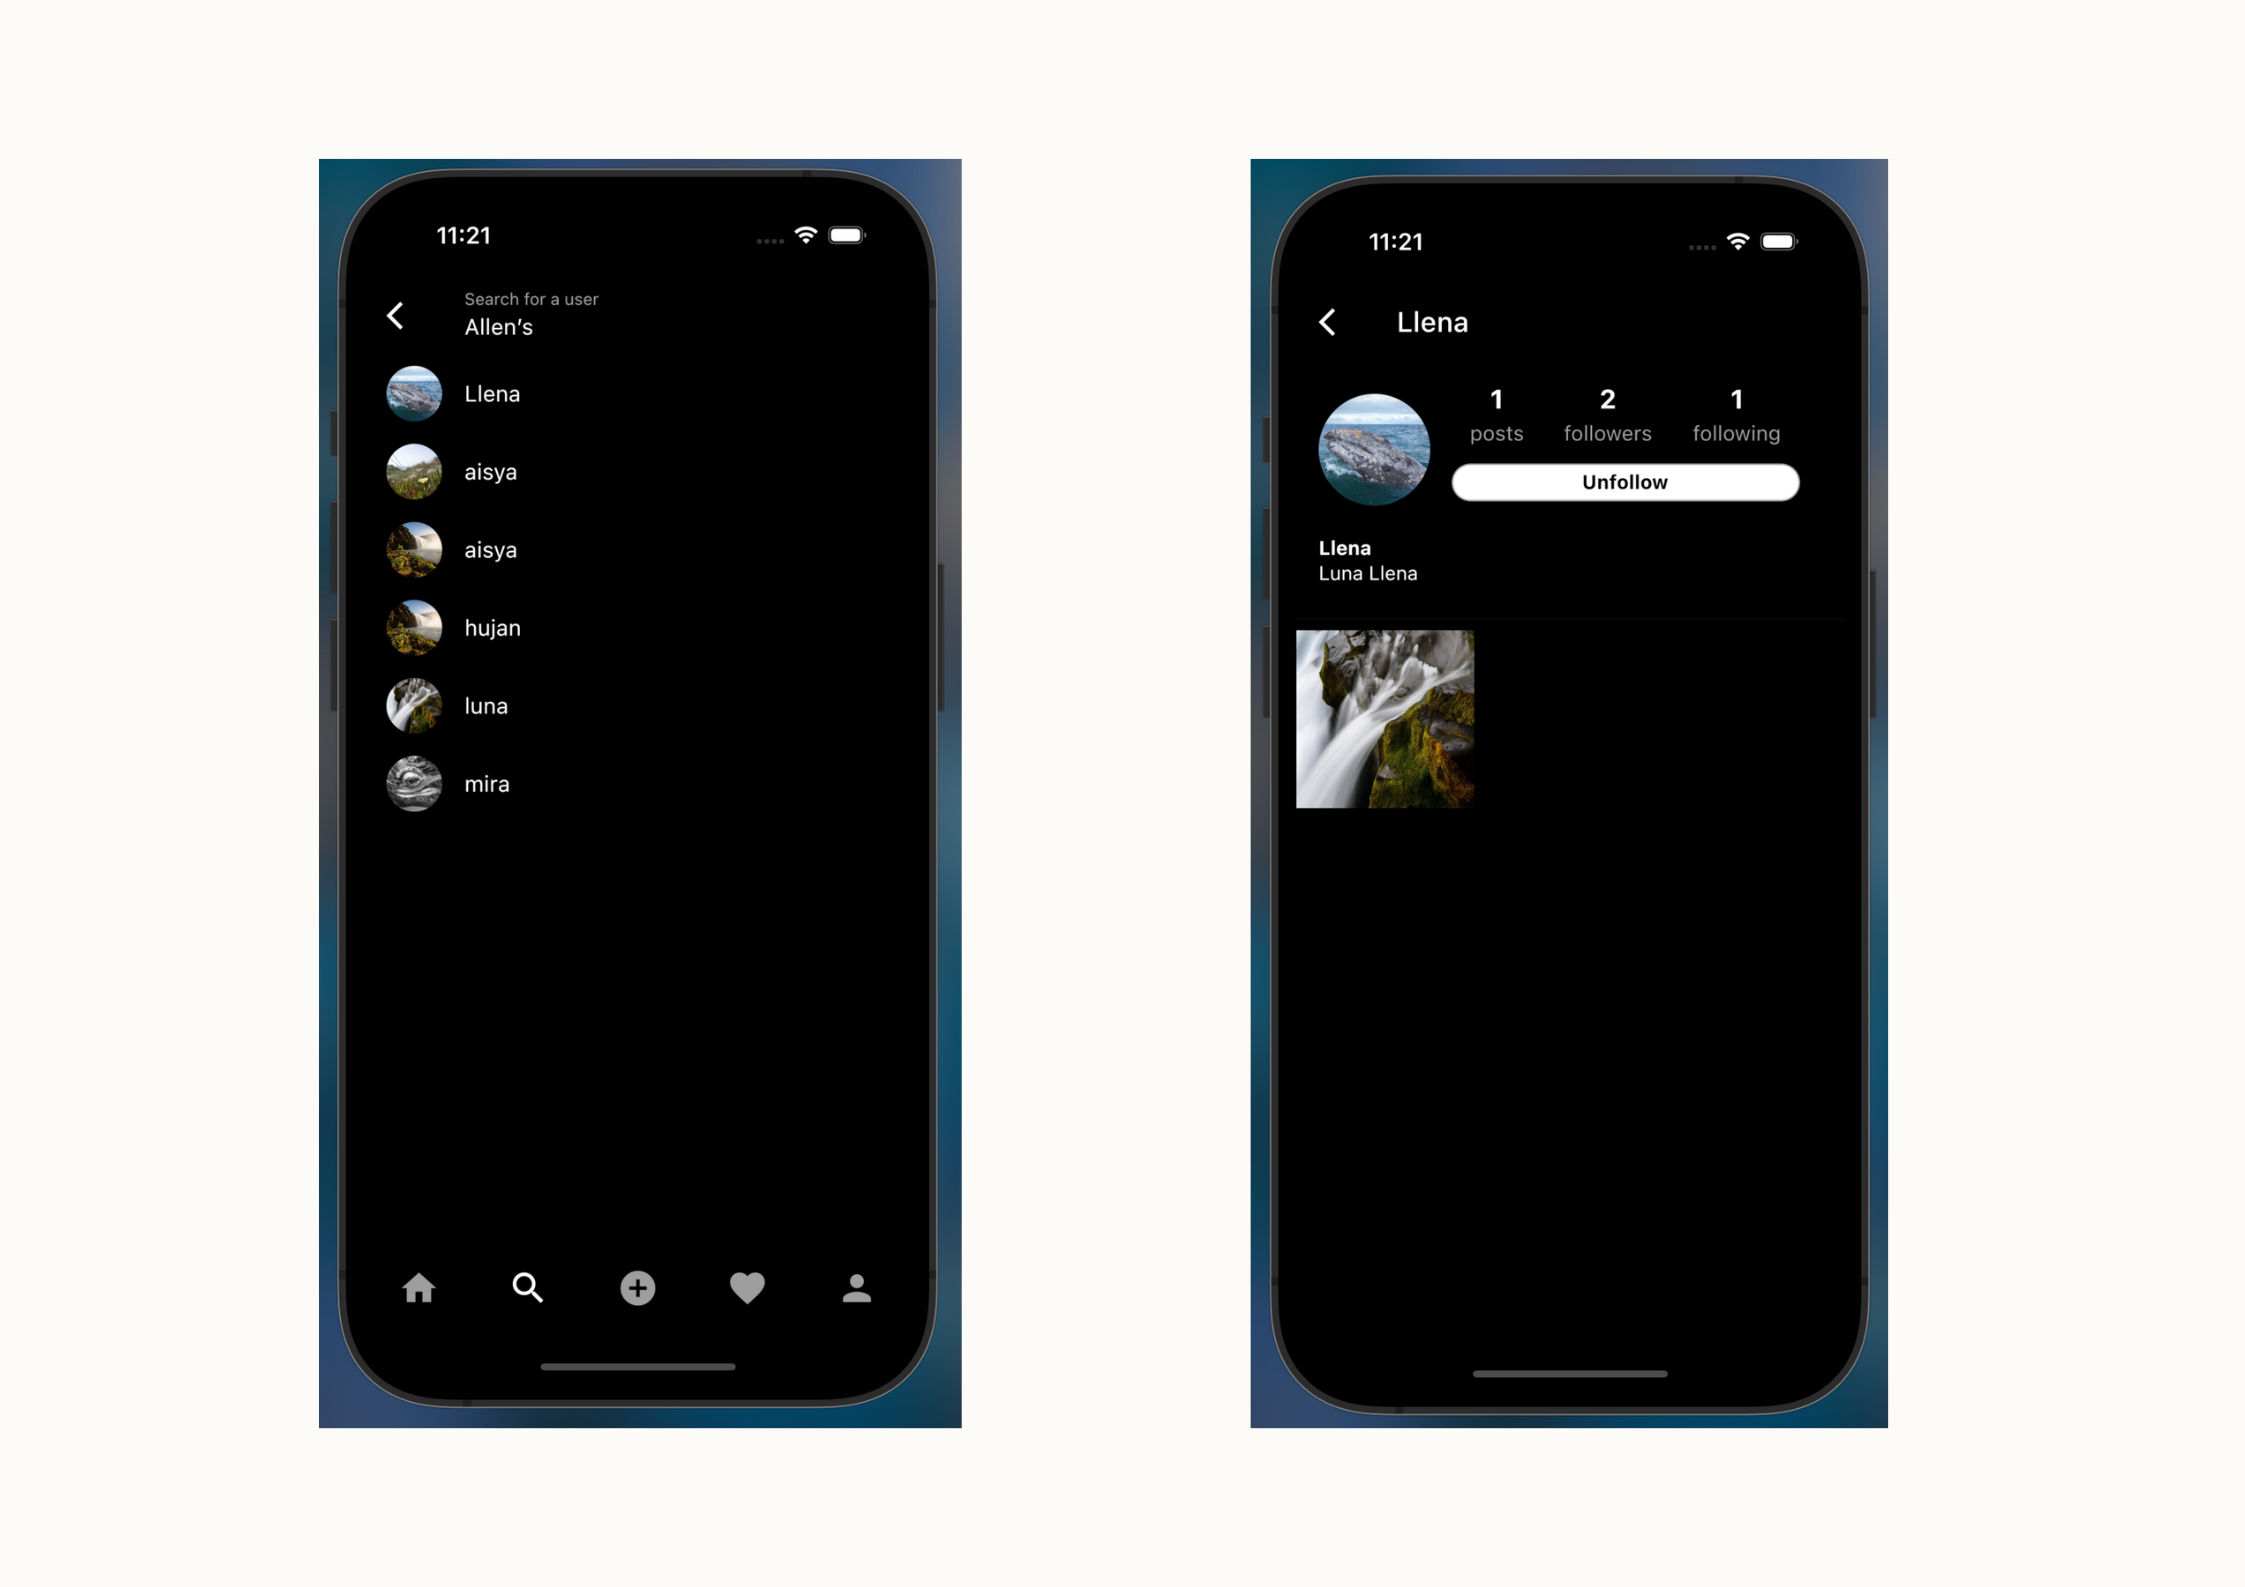 11:21
Search for a user
Allen’s
Llena
aisya
aisya
hujan
luna
mira
11:21
Llena
1 2 1
posts followers following
Unfollow
Llena
Luna Llena